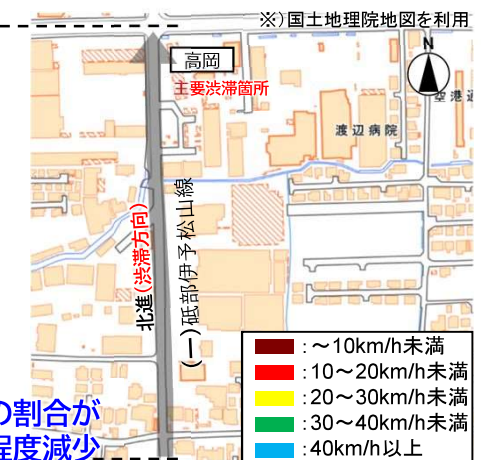 ※)国土地理院地図を利用
高岡
主要渋滞箇所
N
空港通
渡辺病院
北進(渋滞方向)
(一)砥部伊予松山線
:~10km/h未満
:10~20km/h未満
:20~30km/h未満
:30~40km/h未満
:40km/h以上
の割合が
程度減少